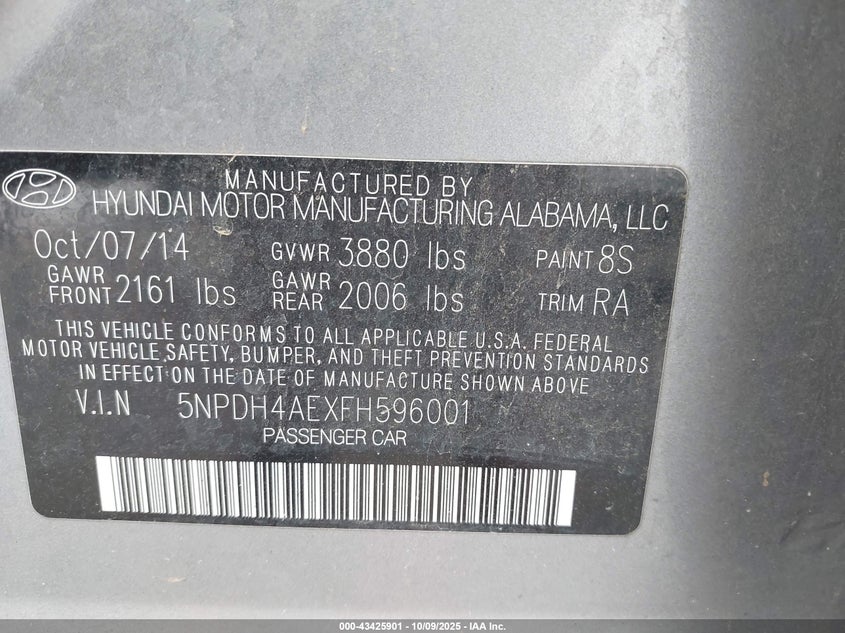 MANUFACTURED BY
HYUNDAI MOTOR MANUFACTURING ALABAMA, LLC
Oct/07/14 GVWR 3880 lbs PAINT 8S
GAWR FRONT 2161 lbs GAWR REAR 2006 lbs TRIM RA
THIS VEHICLE CONFORMS TO ALL APPLICABLE U.S.A. FEDERAL
MOTOR VEHICLE SAFETY, BUMPER, AND THEFT PREVENTION STANDARDS
IN EFFECT ON THE DATE OF MANUFACTURE SHOWN ABOVE
V.I.N 5NPDH4AEXFH596001
PASSENGER CAR
000-43425901 - 10/09/2025 - IAA Inc.